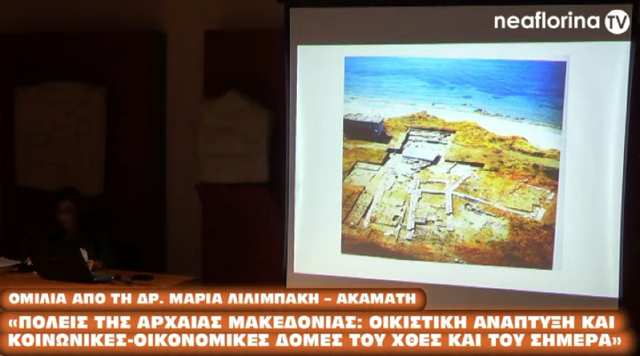 neaflorina TV
ΟΜΙΛΙΑ ΑΠΟ ΤΗ ΔΡ. ΜΑΡΙΑ ΛΙΛΙΜΠΑΚΗ – ΑΚΑΜΑΤΗ
«ΠΟΛΕΙΣ ΤΗΣ ΑΡΧΑΙΑΣ ΜΑΚΕΔΟΝΙΑΣ: ΟΙΚΙΣΤΙΚΗ ΑΝΑΠΤΥΞΗ ΚΑΙ
ΚΟΙΝΩΝΙΚΕΣ-ΟΙΚΟΝΟΜΙΚΕΣ ΔΟΜΕΣ ΤΟΥ ΧΘΕΣ ΚΑΙ ΤΟΥ ΣΗΜΕΡΑ»